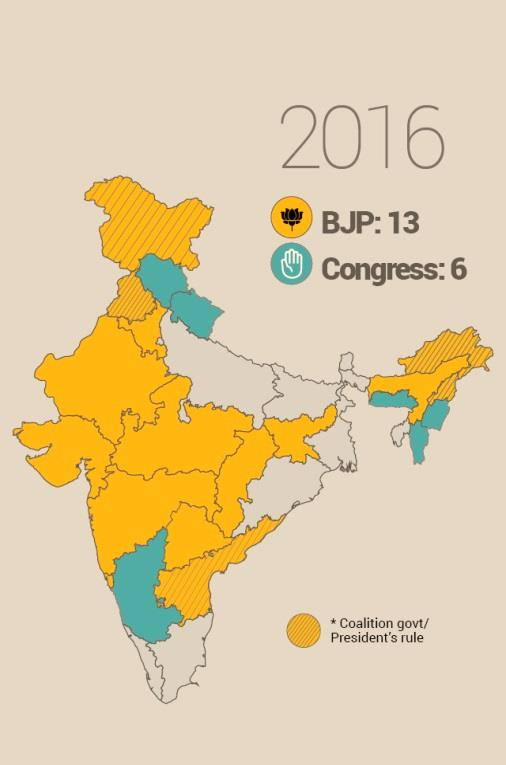 2016
BJP: 13
Congress: 6
* Coalition govt/
President's rule